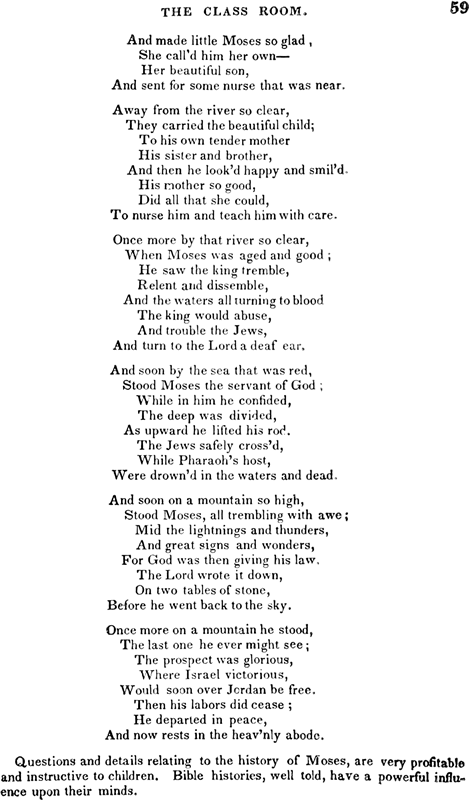 THE CLASS ROOM. 59
And made little Moses so glad,
She call'd him her own—
Her beautiful son,
And sent for some nurse that was near.
Away from the river so clear,
They carried the beautiful child;
To his own tender mother
His sister and brother,
And then he look'd happy and smil'd.
His mother so good,
Did all that she could,
To nurse him and teach him with care.
Once more by that river so clear,
When Moses was aged and good;
He saw the king tremble,
Relent and dissemble,
And the waters all turning to blood
The king would abuse,
And trouble the Jews,
And turn to the Lord a deaf ear.
And soon by the sea that was red,
Stood Moses the servant of God;
While in him he confided,
The deep was divided,
As upward he lifted his rod.
The Jews safely cross'd,
While Pharaoh's host,
Were drown'd in the waters and dead.
And soon on a mountain so high,
Stood Moses, all trembling with awe;
Mid the lightnings and thunders,
And great signs and wonders,
For God was then giving his law.
The Lord wrote it down,
On two tables of stone,
Before he went back to the sky.
Once more on a mountain he stood,
The last one he ever might see;
The prospect was glorious,
Where Israel victorious,
Would soon over Jordan be free.
Then his labors did cease;
He departed in peace,
And now rests in the heav'nly abode.
Questions and details relating to the history of Moses, are very profitable
and instructive to children. Bible histories, well told, have a powerful influ-
ence upon their minds.